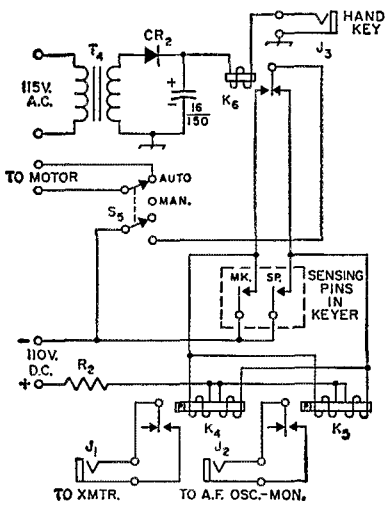 HAND
KEY
J3
T4
CR2
115V.
A.C.
+
-
16
150
K6
TO MOTOR
AUTO
MAN.
S5
MK. SP.
SENSING
PINS
IN
KEYER
-
110V.
D.C.
+
R2
P
K4
P
K5
J1
J2
TO XMTR.
TO A.F. OSC.-MON.